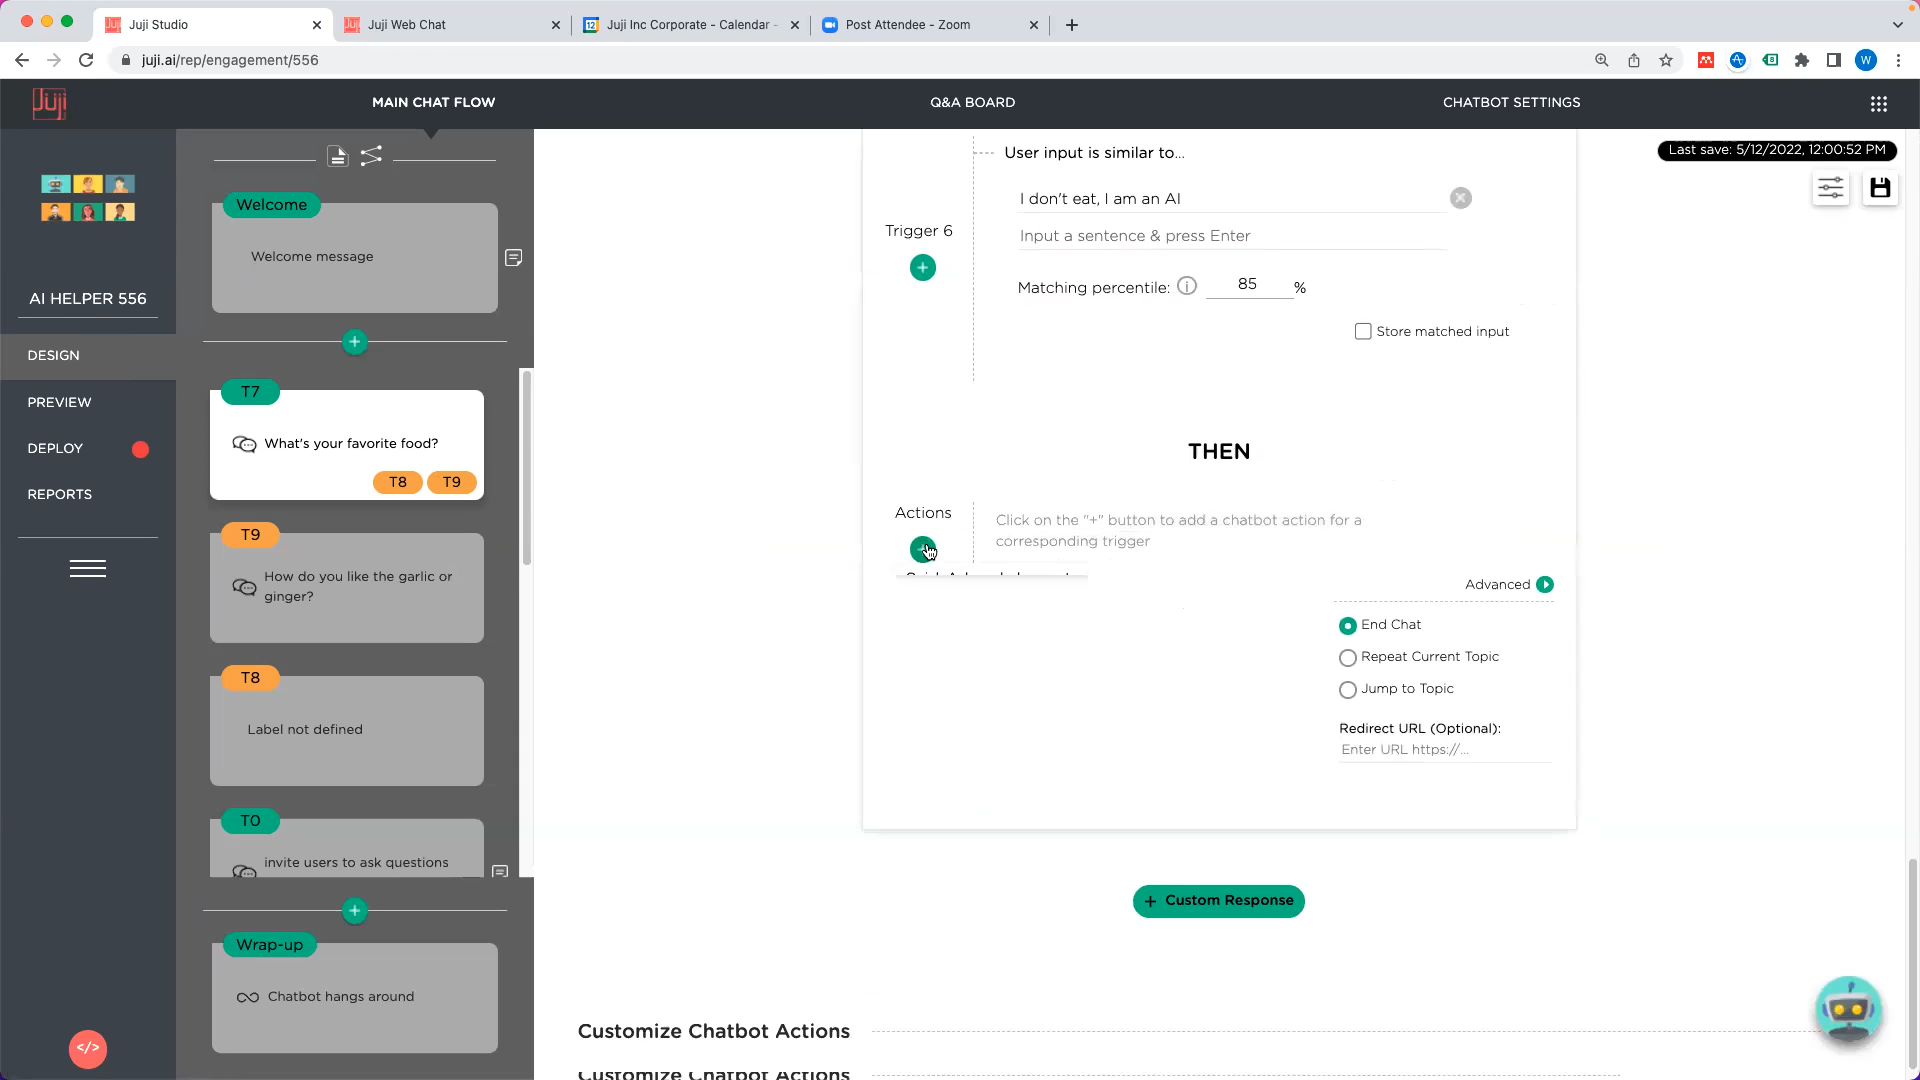 Juji Studio
Juji Web Chat
12
Juji Inc Corporate - Calendar -
Post Attendee - Zoom
juji.ai/rep/engagement/556
W
Juji
MAIN CHAT FLOW
Q&A BOARD
CHATBOT SETTINGS
AI HELPER 556
DESIGN
PREVIEW
DEPLOY
REPORTS
</>
Welcome
Welcome message
T7
What's your favorite food?
T8
T9
T9
How do you like the garlic or
ginger?
T8
Label not defined
T0
invite users to ask questions
Wrap-up
Chatbot hangs around
Last save: 5/12/2022, 12:00:52 PM
User input is similar to...
I don't eat, I am an AI
Trigger 6
Input a sentence & press Enter
Matching percentile:
85
%
Store matched input
THEN
Actions
Click on the "+" button to add a chatbot action for a
corresponding trigger
Advanced
End Chat
Repeat Current Topic
Jump to Topic
Redirect URL (Optional):
Enter URL https://...
+ Custom Response
Customize Chatbot Actions
Customize Chatbot Actions